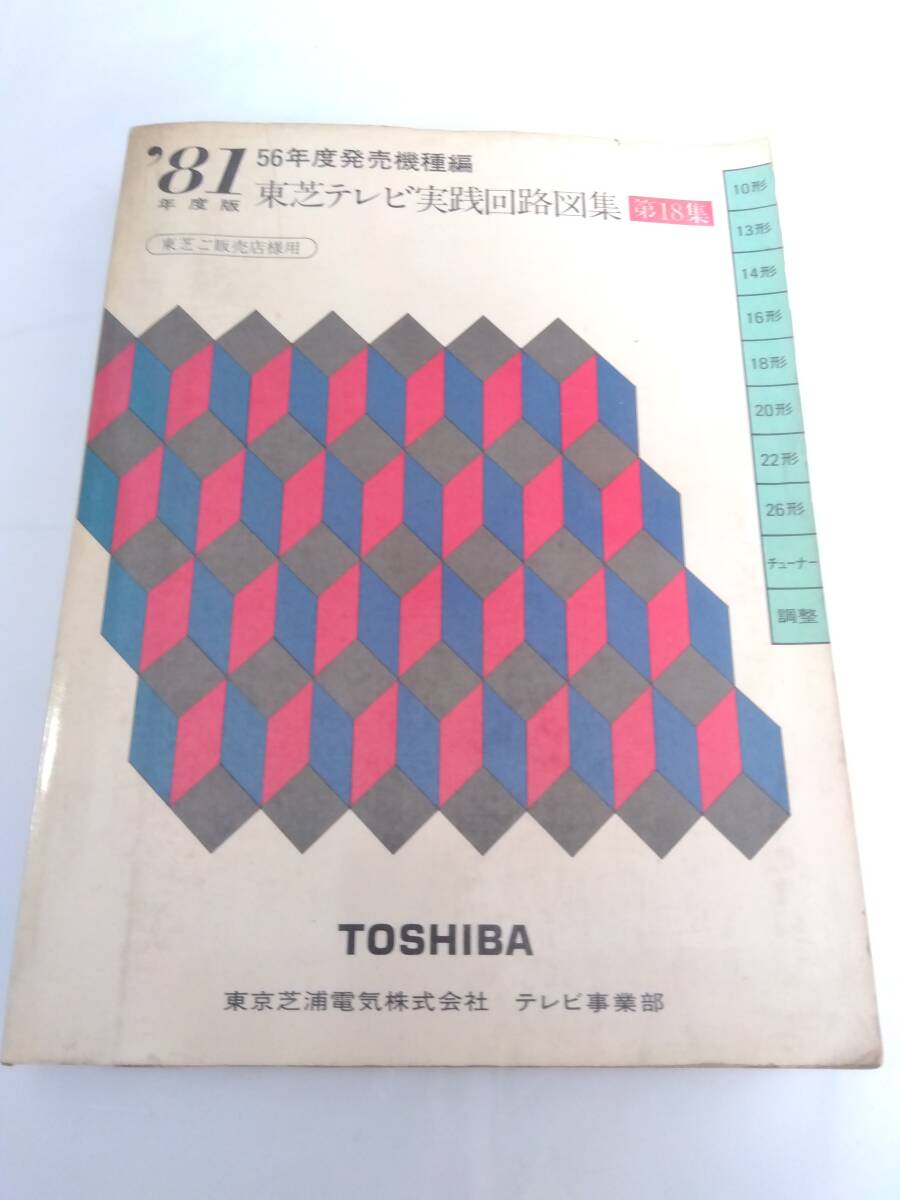 '81
年度版
56年度発売機種編
東芝テレビ実践回路図集 第18集
東芝ご販売店様用
10形
13形
14形
16形
18形
20形
22形
26形
チューナー
調整
TOSHIBA
東京芝浦電気株式会社 テレビ事業部